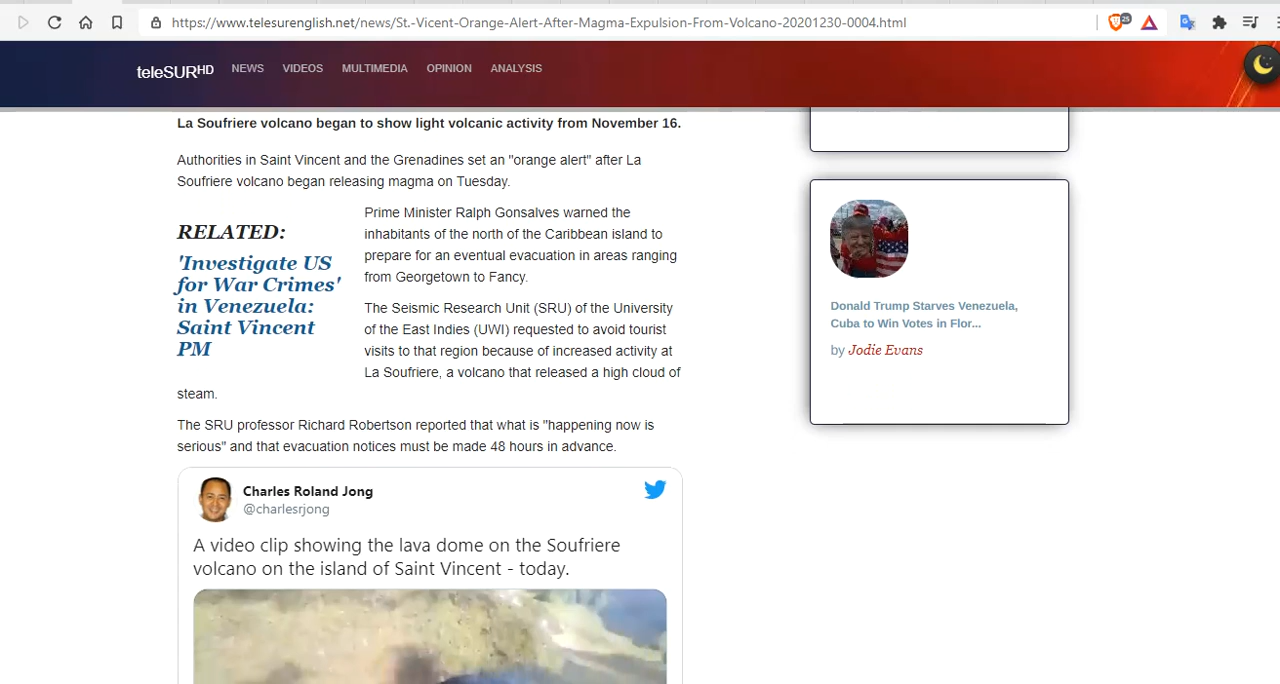 https://www.telesurenglish.net/news/St.-Vicent-Orange-Alert-After-Magma-Expulsion-From-Volcano-20201230-0004.html
25
teleSURHD NEWS VIDEOS MULTIMEDIA OPINION ANALYSIS
La Soufriere volcano began to show light volcanic activity from November 16.
Authorities in Saint Vincent and the Grenadines set an "orange alert" after La
Soufriere volcano began releasing magma on Tuesday.
RELATED:
'Investigate US
for War Crimes'
in Venezuela:
Saint Vincent
PM
Prime Minister Ralph Gonsalves warned the
inhabitants of the north of the Caribbean island to
prepare for an eventual evacuation in areas ranging
from Georgetown to Fancy.
The Seismic Research Unit (SRU) of the University
of the East Indies (UWI) requested to avoid tourist
visits to that region because of increased activity at
La Soufriere, a volcano that released a high cloud of
steam.
The SRU professor Richard Robertson reported that what is "happening now is
serious" and that evacuation notices must be made 48 hours in advance.
Charles Roland Jong
@charlesrjong
A video clip showing the lava dome on the Soufriere
volcano on the island of Saint Vincent - today.
Donald Trump Starves Venezuela,
Cuba to Win Votes in Flor...
by Jodie Evans